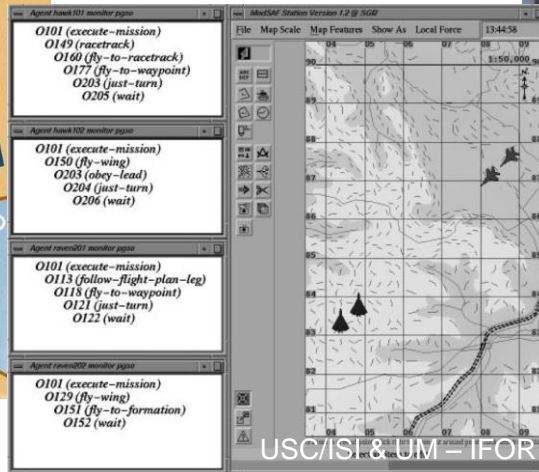 Agent hawk101 monitor pgso
O101 (execute-mission)
O149 (racetrack)
O160 (fly-to-racetrack)
O177 (fly-to-waypoint)
O203 (just-turn)
O205 (wait)
Agent hawk102 monitor pgso
O101 (execute-mission)
O150 (fly-wing)
O203 (obey-lead)
O204 (just-turn)
O206 (wait)
Agent raven201 monitor pgso
O101 (execute-mission)
O113 (follow-flight-plan-leg)
O118 (fly-to-waypoint)
O121 (just-turn)
O122 (wait)
Agent raven202 monitor pgso
O101 (execute-mission)
O129 (fly-wing)
O151 (fly-to-formation)
O152 (wait)
ModSAF Station Version 1.2 @ SGI2
File Map Scale Map Features Show As Local Force 13:44:58
04 05 06 07 08 09
1:50,000
90
89
88
87
86
85
84
83
82
81
04 05 06 07 08 09
USC/ISI & UM – IFOR